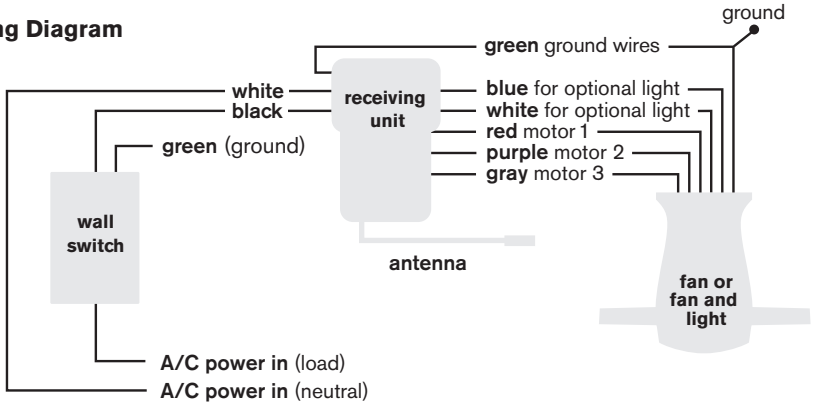 ng Diagram
ground
green ground wires
white
black
green (ground)
receiving
unit
blue for optional light
white for optional light
red motor 1
purple motor 2
gray motor 3
wall
switch
antenna
fan or
fan and
light
A/C power in (load)
A/C power in (neutral)